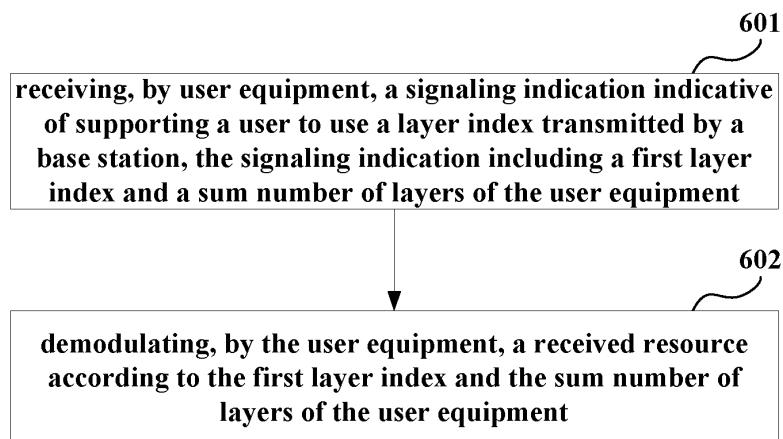 601
receiving, by user equipment, a signaling indication indicative
of supporting a user to use a layer index transmitted by a
base station, the signaling indication including a first layer
index and a sum number of layers of the user equipment
602
demodulating, by the user equipment, a received resource
according to the first layer index and the sum number of
layers of the user equipment